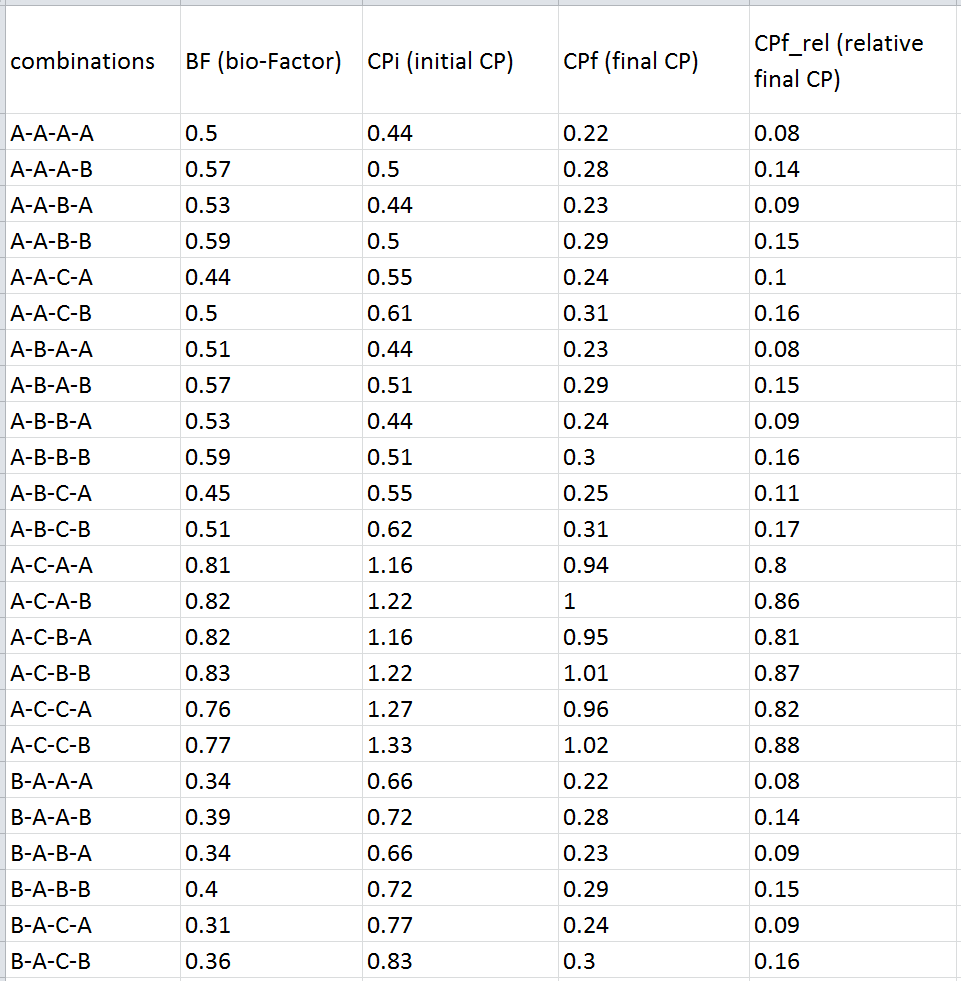 combinations BF (bio-Factor) CPi (initial CP) CPf (final CP) CPf_rel (relative final CP)
A-A-A-A 0.5 0.44 0.22 0.08
A-A-A-B 0.57 0.5 0.28 0.14
A-A-B-A 0.53 0.44 0.23 0.09
A-A-B-B 0.59 0.5 0.29 0.15
A-A-C-A 0.44 0.55 0.24 0.1
A-A-C-B 0.5 0.61 0.31 0.16
A-B-A-A 0.51 0.44 0.23 0.08
A-B-A-B 0.57 0.51 0.29 0.15
A-B-B-A 0.53 0.44 0.24 0.09
A-B-B-B 0.59 0.51 0.3 0.16
A-B-C-A 0.45 0.55 0.25 0.11
A-B-C-B 0.51 0.62 0.31 0.17
A-C-A-A 0.81 1.16 0.94 0.8
A-C-A-B 0.82 1.22 1 0.86
A-C-B-A 0.82 1.16 0.95 0.81
A-C-B-B 0.83 1.22 1.01 0.87
A-C-C-A 0.76 1.27 0.96 0.82
A-C-C-B 0.77 1.33 1.02 0.88
B-A-A-A 0.34 0.66 0.22 0.08
B-A-A-B 0.39 0.72 0.28 0.14
B-A-B-A 0.34 0.66 0.23 0.09
B-A-B-B 0.4 0.72 0.29 0.15
B-A-C-A 0.31 0.77 0.24 0.09
B-A-C-B 0.36 0.83 0.3 0.16